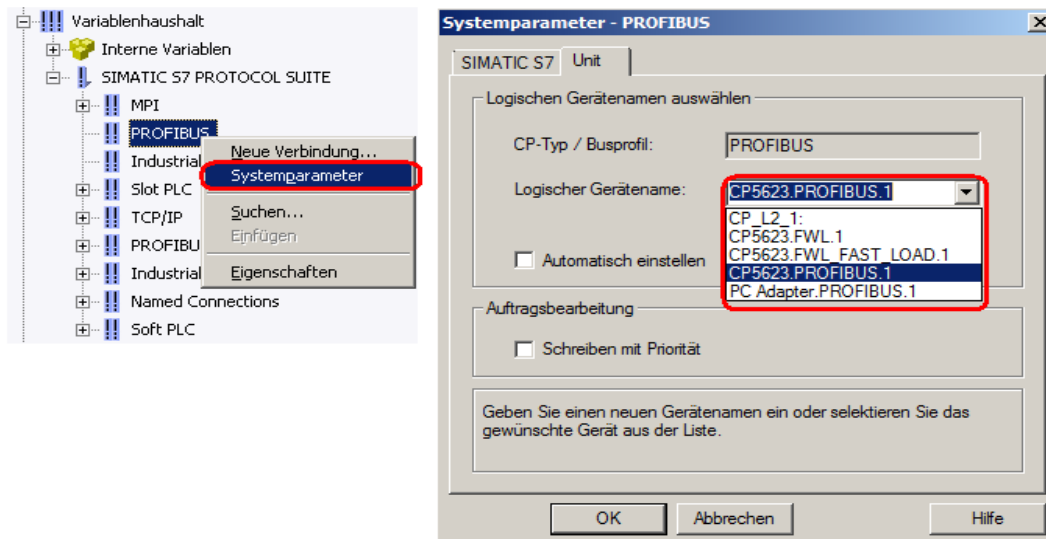 Variablenhaushalt
Interne Variablen
SIMATIC S7 PROTOCOL SUITE
MPI
PROFIBUS
Industrial
Slot PLC
TCP/IP
PROFIBU
Industrial
Named Connections
Soft PLC
Neue Verbindung...
Systemparameter
Suchen...
Einfügen
Eigenschaften
Systemparameter - PROFIBUS
SIMATIC S7 Unit
Logischen Gerätenamen auswählen
CP-Typ / Busprofil: PROFIBUS
Logischer Gerätename: CP5623.PROFIBUS.1
CP_L2_1:
CP5623.FWL.1
CP5623.FWL_FAST_LOAD.1
CP5623.PROFIBUS.1
PC Adapter.PROFIBUS.1
Automatisch einstellen
Auftragsbearbeitung
Schreiben mit Priorität
Geben Sie einen neuen Gerätenamen ein oder selektieren Sie das
gewünschte Gerät aus der Liste.
OK Abbrechen Hilfe